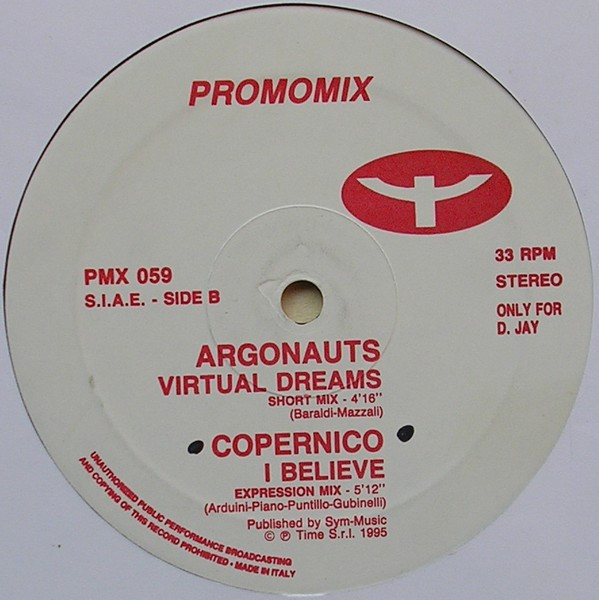 PROMOMIX
PMX 059
S.I.A.E. - SIDE B
33 RPM
STEREO
ONLY FOR
D. JAY
ARGONAUTS
VIRTUAL DREAMS
SHORT MIX - 4'16''
(Baraldi-Mazzali)
COPERNICO
I BELIEVE
EXPRESSION MIX - 5'12''
(Arduini-Piano-Puntillo-Gubinelli)
Published by Sym-Music
© ℗ Time S.r.l. 1995
UNAUTHORIZED PUBLIC PERFORMANCE BROADCASTING
AND COPYING OF THIS RECORD PROHIBITED • MADE IN ITALY